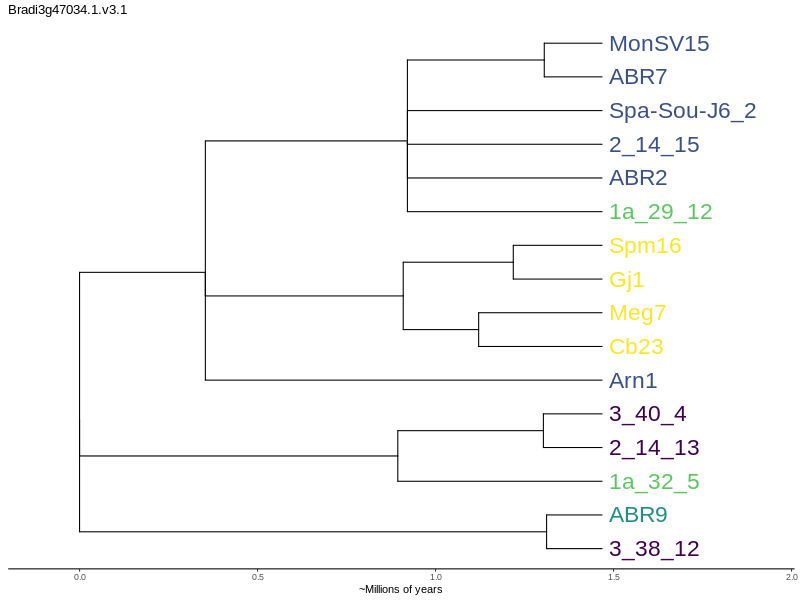 Bradi3g47034.1.v3.1
MonSV15
ABR7
Spa-Sou-J6_2
2_14_15
ABR2
1a_29_12
Spm16
Gj1
Meg7
Cb23
Arn1
3_40_4
2_14_13
1a_32_5
ABR9
3_38_12
0.0 0.5 1.0 1.5 2.0
~Millions of years